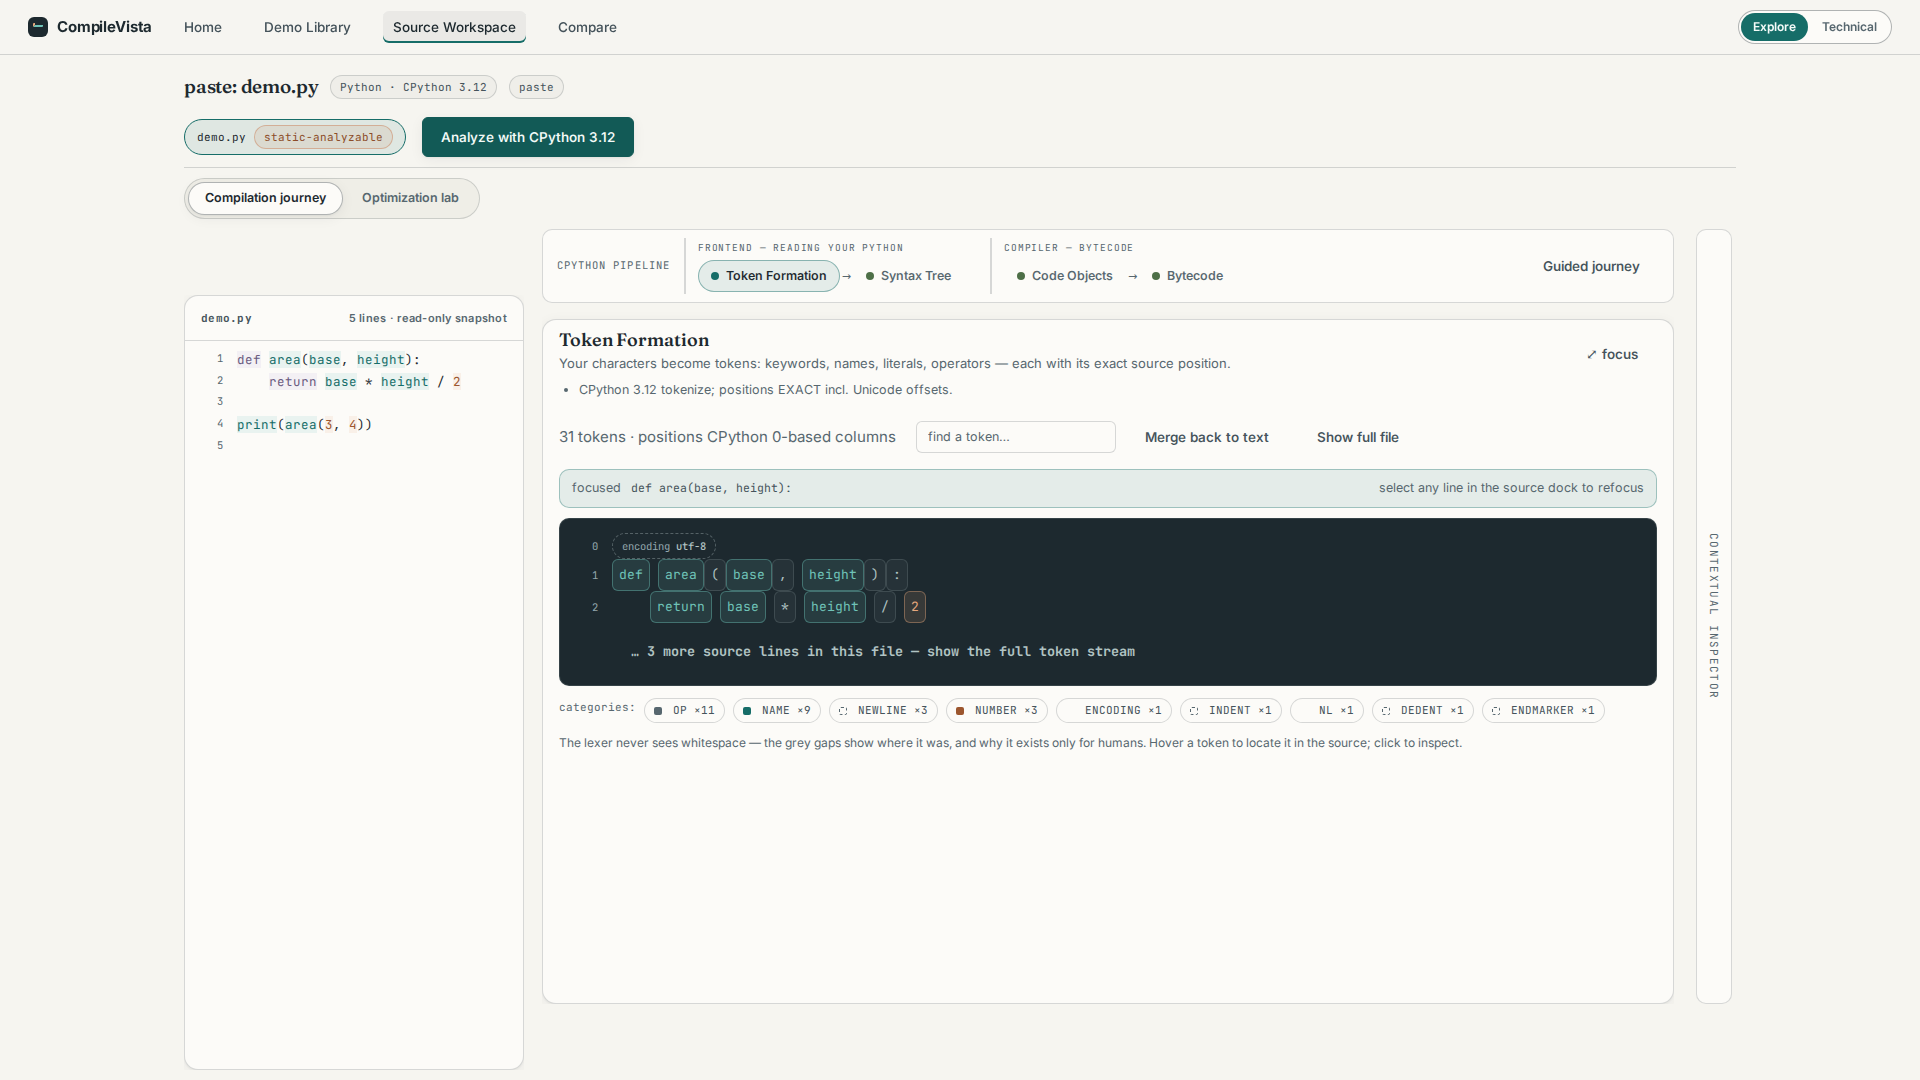 CompileVista Home Demo Library Source Workspace Compare Explore Technical
paste: demo.py Python · CPython 3.12 paste
demo.py static-analyzable Analyze with CPython 3.12
Compilation journey Optimization lab
CPYTHON PIPELINE
FRONTEND — READING YOUR PYTHON
Token Formation → Syntax Tree
COMPILER — BYTECODE
Code Objects → Bytecode
Guided journey
demo.py 5 lines · read-only snapshot
1 def area(base, height):
2 return base * height / 2
3
4 print(area(3, 4))
5
Token Formation
Your characters become tokens: keywords, names, literals, operators — each with its exact source position.
⤢ focus
• CPython 3.12 tokenize; positions EXACT incl. Unicode offsets.
31 tokens · positions CPython 0-based columns find a token... Merge back to text Show full file
focused def area(base, height): select any line in the source dock to refocus
0 encoding utf-8
1 def area ( base , height ) :
2 return base * height / 2
… 3 more source lines in this file — show the full token stream
categories: OP ×11 NAME ×9 NEWLINE ×3 NUMBER ×3 ENCODING ×1 INDENT ×1 NL ×1 DEDENT ×1 ENDMARKER ×1
The lexer never sees whitespace — the grey gaps show where it was, and why it exists only for humans. Hover a token to locate it in the source; click to inspect.
CONTEXTUAL INSPECTOR